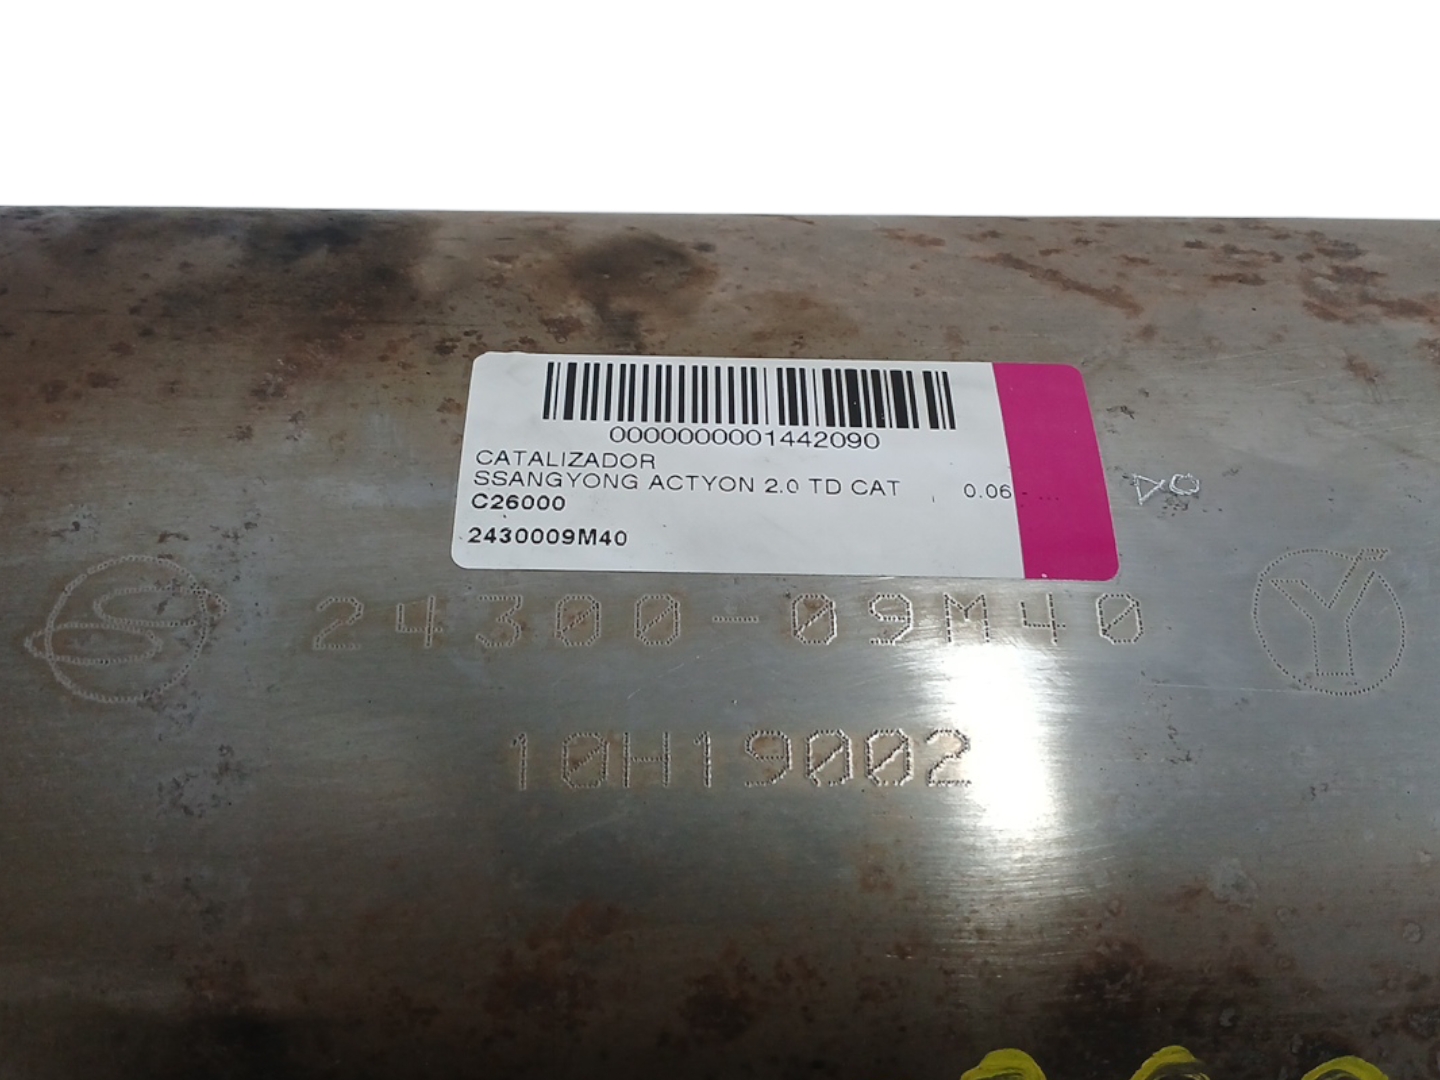 0000000001442090
CATALIZADOR
SSANGYONG ACTYON 2.0 TD CAT 0.06 - ...
C26000
2430009M40
24300-09M40
Y
10H19002